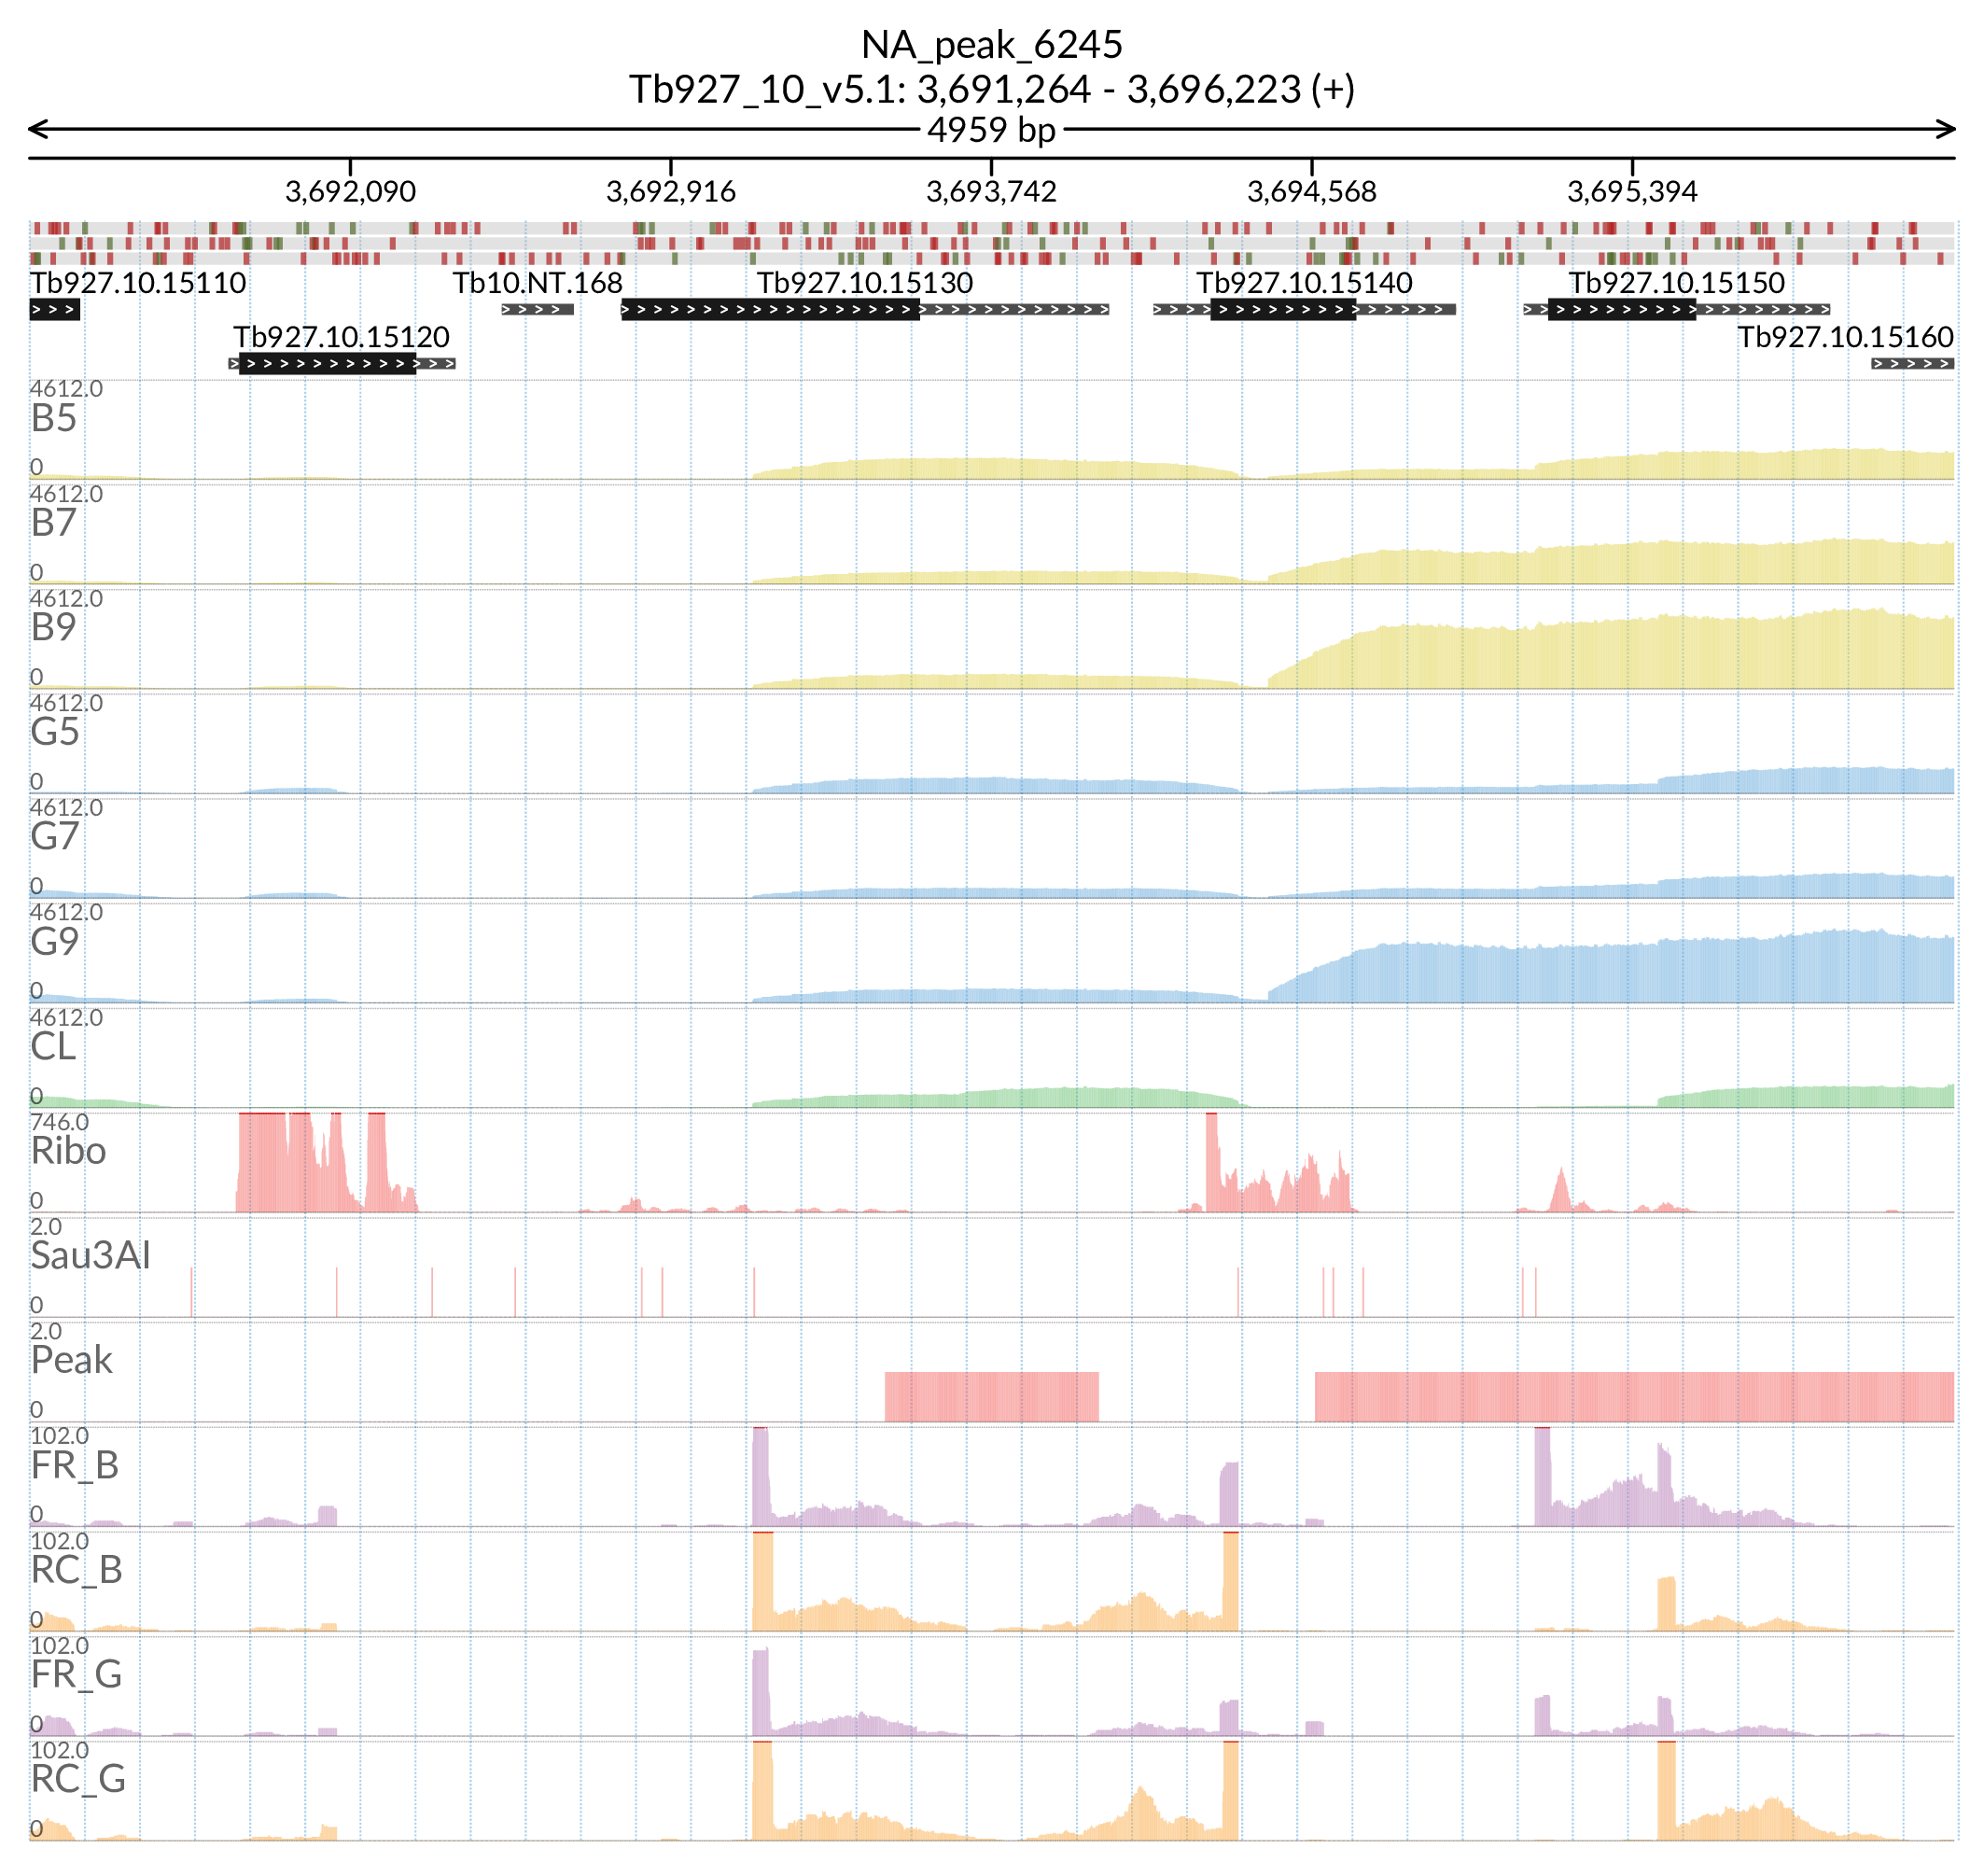 NA_peak_6245
Tb927_10_v5.1: 3,691,264 - 3,696,223 (+)
4959 bp
3,692,090 3,692,916 3,693,742 3,694,568 3,695,394
Tb927.10.15110 Tb10.NT.168 Tb927.10.15130 Tb927.10.15140 Tb927.10.15150
Tb927.10.15120 Tb927.10.15160
4612.0
B5
0
4612.0
B7
0
4612.0
B9
0
4612.0
G5
0
4612.0
G7
0
4612.0
G9
0
4612.0
CL
0
746.0
Ribo
0
2.0
Sau3AI
0
2.0
Peak
0
102.0
FR_B
0
102.0
RC_B
0
102.0
FR_G
0
102.0
RC_G
0